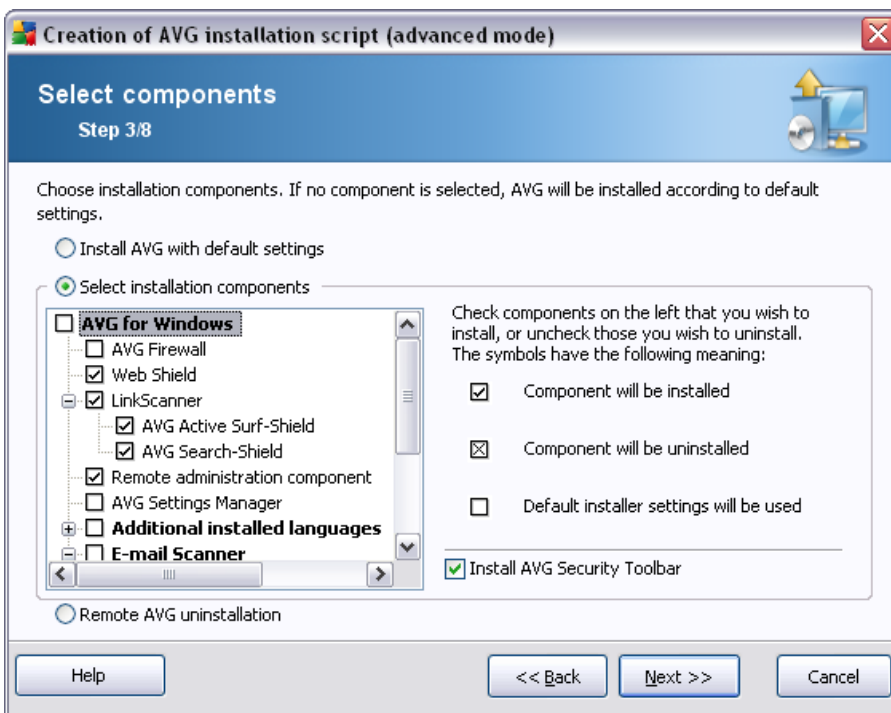 Creation of AVG installation script (advanced mode)
Select components
Step 3/8
Choose installation components. If no component is selected, AVG will be installed according to default
settings.
Install AVG with default settings
Select installation components
AVG for Windows
AVG Firewall
Web Shield
LinkScanner
AVG Active Surf-Shield
AVG Search-Shield
Remote administration component
AVG Settings Manager
Additional installed languages
E-mail Scanner
Check components on the left that you wish to
install, or uncheck those you wish to uninstall.
The symbols have the following meaning:
Component will be installed
Component will be uninstalled
Default installer settings will be used
Install AVG Security Toolbar
Remote AVG uninstallation
Help
<< Back
Next >>
Cancel